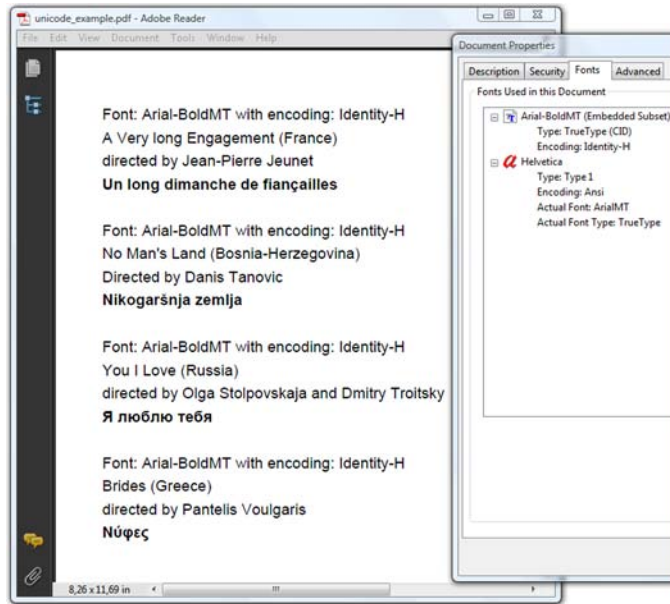 unicode_example.pdf - Adobe Reader
File Edit View Document Tools Window Help
Font: Arial-BoldMT with encoding: Identity-H
A Very long Engagement (France)
directed by Jean-Pierre Jeunet
Un long dimanche de fiançailles
Font: Arial-BoldMT with encoding: Identity-H
No Man's Land (Bosnia-Herzegovina)
Directed by Danis Tanovic
Nikogaršnja zemlja
Font: Arial-BoldMT with encoding: Identity-H
You I Love (Russia)
directed by Olga Stolpovskaja and Dmitry Troitsky
Я люблю тебя
Font: Arial-BoldMT with encoding: Identity-H
Brides (Greece)
directed by Pantelis Voulgaris
Νύφες
8,26 x 11,69 in
Document Properties
Description Security Fonts Advanced
Fonts Used in this Document
Arial-BoldMT (Embedded Subset)
Type: TrueType (CID)
Encoding: Identity-H
Helvetica
Type: Type 1
Encoding: Ansi
Actual Font: ArialMT
Actual Font Type: TrueType